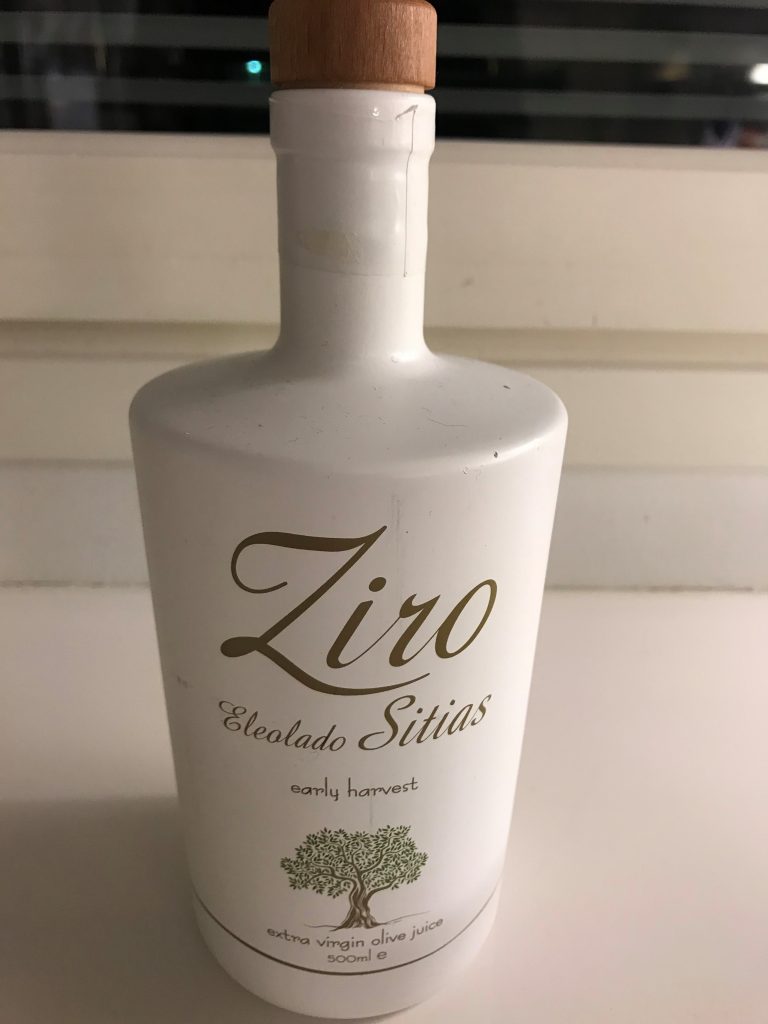 Ziro
Eleolado Sitias
early harvest
extra virgin olive juice
500ml e